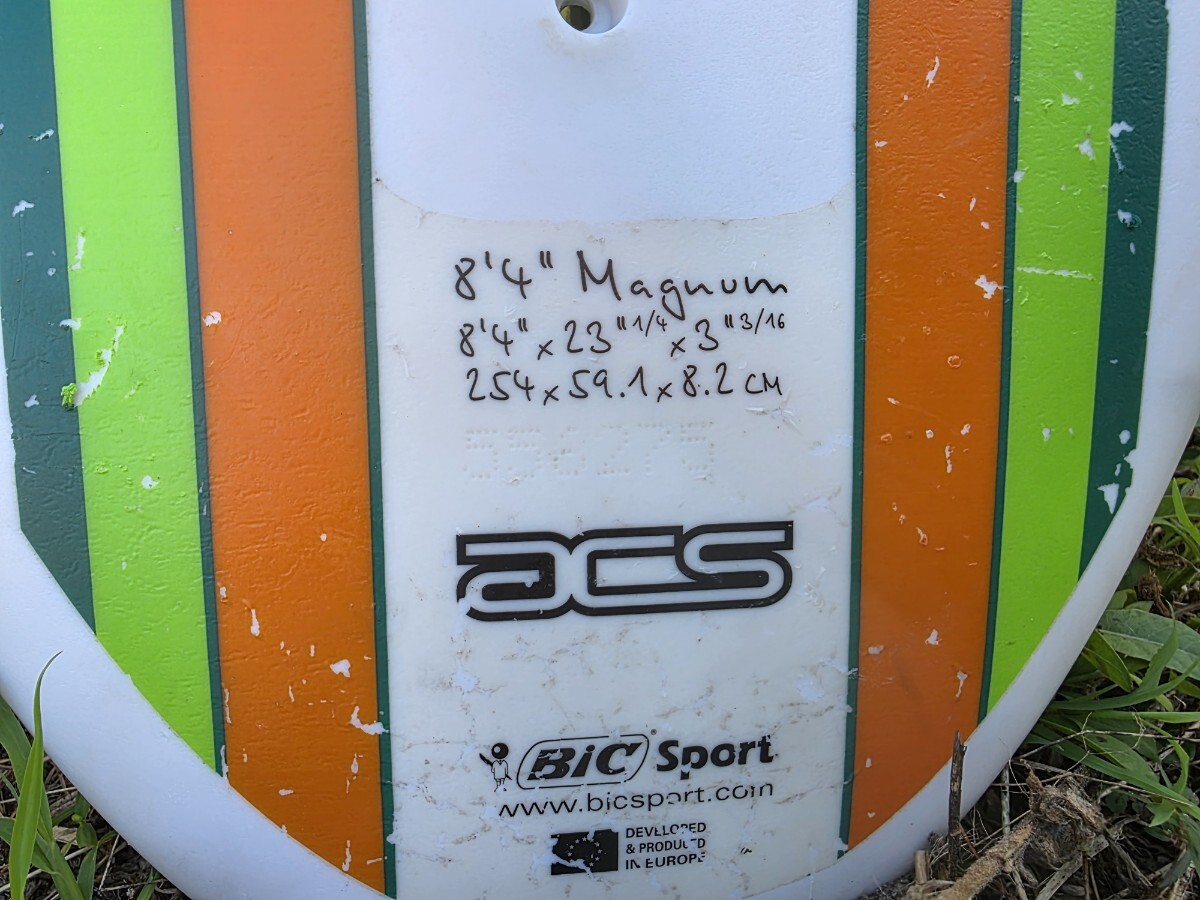 8'4" Magnum
8'4" x 23"1/4 x 3"3/16
254 x 59.1 x 8.2 CM
acs
BiC Sport
www.bicsport.com
DEVELOPED
& PRODUCED
IN EUROPE